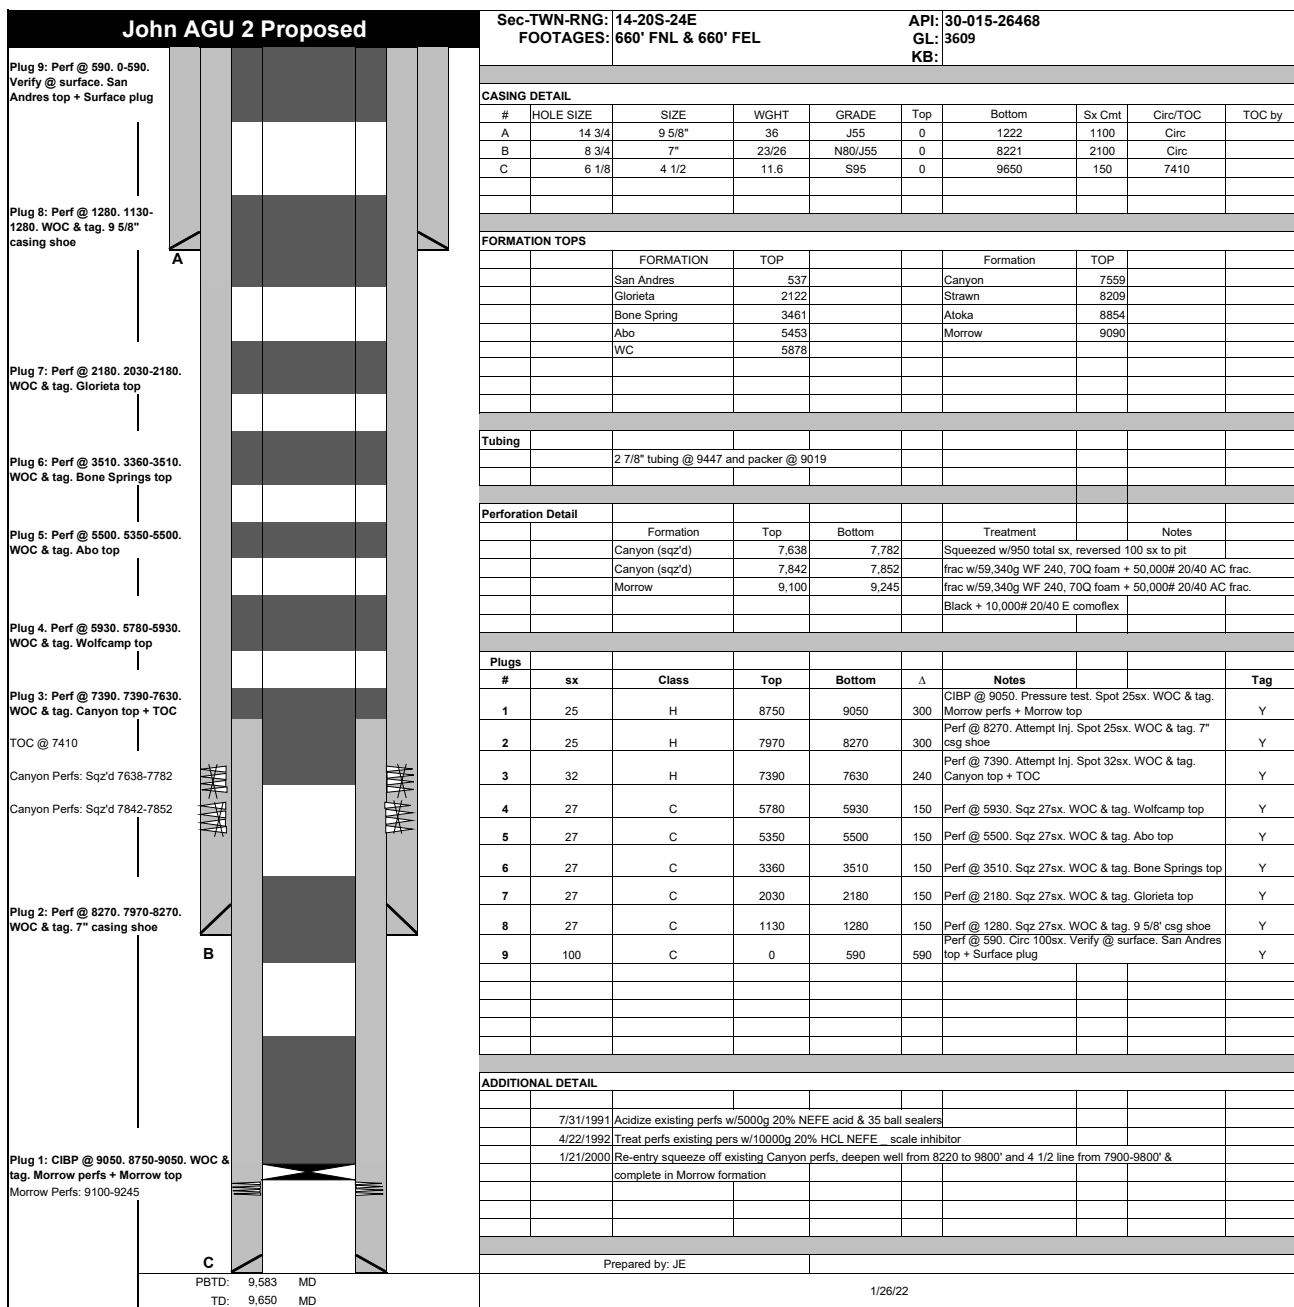 John AGU 2 Proposed
Sec-TWN-RNG: 14-20S-24E API: 30-015-26468
FOOTAGES: 660' FNL & 660' FEL GL: 3609
KB:
Plug 9: Perf @ 590. 0-590.
Verify @ surface. San
Andres top + Surface plug
Plug 8: Perf @ 1280. 1130-
1280. WOC & tag. 9 5/8"
casing shoe
A
Plug 7: Perf @ 2180. 2030-2180.
WOC & tag. Glorieta top
Plug 6: Perf @ 3510. 3360-3510.
WOC & tag. Bone Springs top
Plug 5: Perf @ 5500. 5350-5500.
WOC & tag. Abo top
Plug 4. Perf @ 5930. 5780-5930.
WOC & tag. Wolfcamp top
Plug 3: Perf @ 7390. 7390-7630.
WOC & tag. Canyon top + TOC
TOC @ 7410
Canyon Perfs: Sqz'd 7638-7782
Canyon Perfs: Sqz'd 7842-7852
Plug 2: Perf @ 8270. 7970-8270.
WOC & tag. 7" casing shoe
B
Plug 1: CIBP @ 9050. 8750-9050. WOC &
tag. Morrow perfs + Morrow top
Morrow Perfs: 9100-9245
C
PBTD: 9,583 MD
TD: 9,650 MD
CASING DETAIL
# HOLE SIZE SIZE WGHT GRADE Top Bottom Sx Cmt Circ/TOC TOC by
A 14 3/4 9 5/8" 36 J55 0 1222 1100 Circ
B 8 3/4 7" 23/26 N80/J55 0 8221 2100 Circ
C 6 1/8 4 1/2 11.6 S95 0 9650 150 7410
FORMATION TOPS
FORMATION TOP Formation TOP
San Andres 537 Canyon 7559
Glorieta 2122 Strawn 8209
Bone Spring 3461 Atoka 8854
Abo 5453 Morrow 9090
WC 5878
Tubing
2 7/8" tubing @ 9447 and packer @ 9019
Perforation Detail
Formation Top Bottom Treatment Notes
Canyon (sqz'd) 7,638 7,782 Squeezed w/950 total sx, reversed 100 sx to pit
Canyon (sqz'd) 7,842 7,852 frac w/59,340g WF 240, 70Q foam + 50,000# 20/40 AC frac.
Morrow 9,100 9,245 frac w/59,340g WF 240, 70Q foam + 50,000# 20/40 AC frac.
Black + 10,000# 20/40 E comoflex
Plugs
# sx Class Top Bottom Δ Notes Tag
CIBP @ 9050. Pressure test. Spot 25sx. WOC & tag.
1 25 H 8750 9050 300 Morrow perfs + Morrow top Y
Perf @ 8270. Attempt Inj. Spot 25sx. WOC & tag. 7"
2 25 H 7970 8270 300 csg shoe Y
Perf @ 7390. Attempt Inj. Spot 32sx. WOC & tag.
3 32 H 7390 7630 240 Canyon top + TOC Y
4 27 C 5780 5930 150 Perf @ 5930. Sqz 27sx. WOC & tag. Wolfcamp top Y
5 27 C 5350 5500 150 Perf @ 5500. Sqz 27sx. WOC & tag. Abo top Y
6 27 C 3360 3510 150 Perf @ 3510. Sqz 27sx. WOC & tag. Bone Springs top Y
7 27 C 2030 2180 150 Perf @ 2180. Sqz 27sx. WOC & tag. Glorieta top Y
8 27 C 1130 1280 150 Perf @ 1280. Sqz 27sx. WOC & tag. 9 5/8' csg shoe Y
Perf @ 590. Circ 100sx. Verify @ surface. San Andres
9 100 C 0 590 590 top + Surface plug Y
ADDITIONAL DETAIL
7/31/1991 Acidize existing perfs w/5000g 20% NEFE acid & 35 ball sealers
4/22/1992 Treat perfs existing pers w/10000g 20% HCL NEFE _ scale inhibitor
1/21/2000 Re-entry squeeze off existing Canyon perfs, deepen well from 8220 to 9800' and 4 1/2 line from 7900-9800' &
complete in Morrow formation
Prepared by: JE
1/26/22